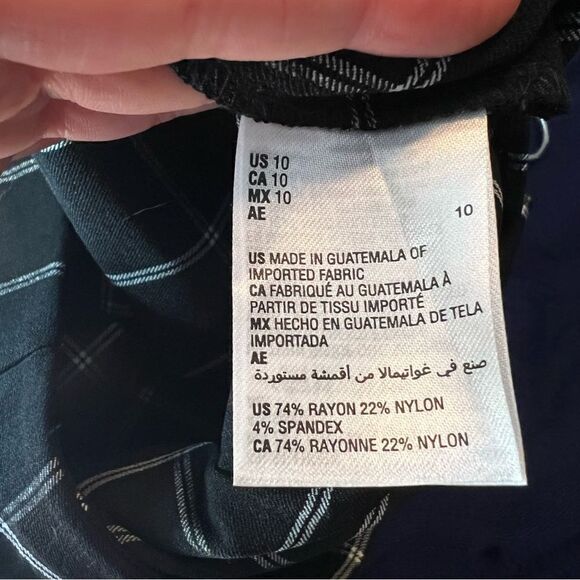 US 10
CA 10
MX 10
AE 10
US MADE IN GUATEMALA OF
IMPORTED FABRIC
CA FABRIQUÉ AU GUATEMALA À
PARTIR DE TISSU IMPORTÉ
MX HECHO EN GUATEMALA DE TELA
IMPORTADA
AE
صنع في غواتيمالا من أقمشة مستوردة
US 74% RAYON 22% NYLON
4% SPANDEX
CA 74% RAYONNE 22% NYLON